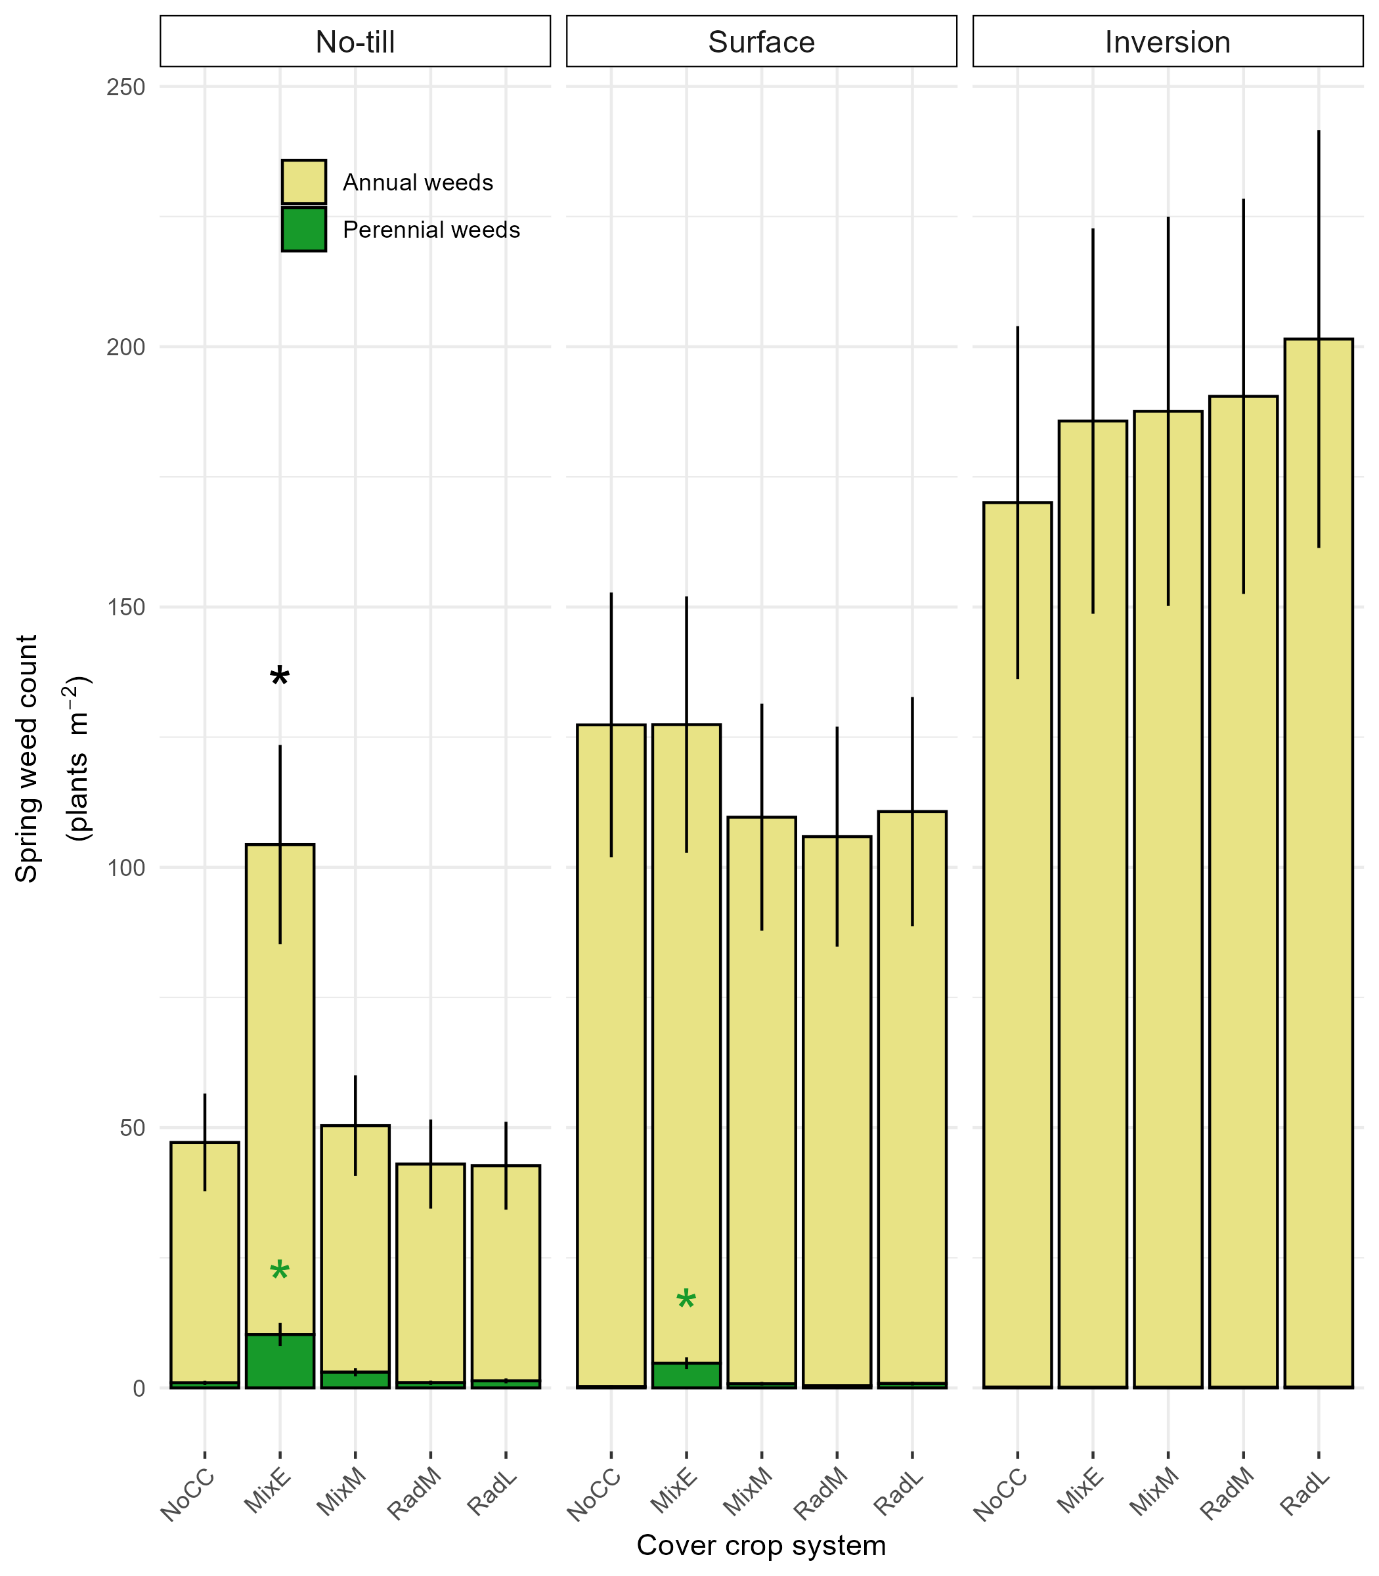 No-till
Surface
Inversion
250
200
150
100
50
0
Annual weeds
Perennial weeds
*
*
*
Spring weed count
(plants m⁻²)
NoCC MixE MixM RadM RadL
NoCC MixE MixM RadM RadL
NoCC MixE MixM RadM RadL
Cover crop system